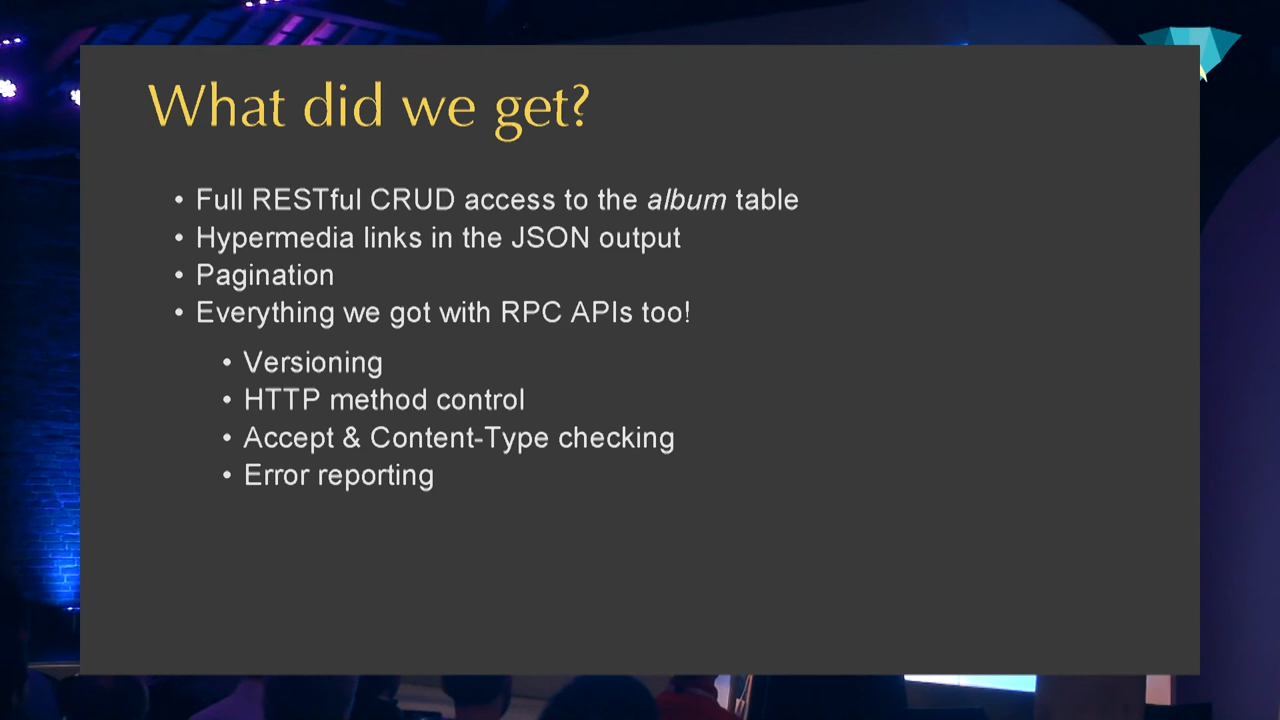 What did we get?
• Full RESTful CRUD access to the album table
• Hypermedia links in the JSON output
• Pagination
• Everything we got with RPC APIs too!
• Versioning
• HTTP method control
• Accept & Content-Type checking
• Error reporting